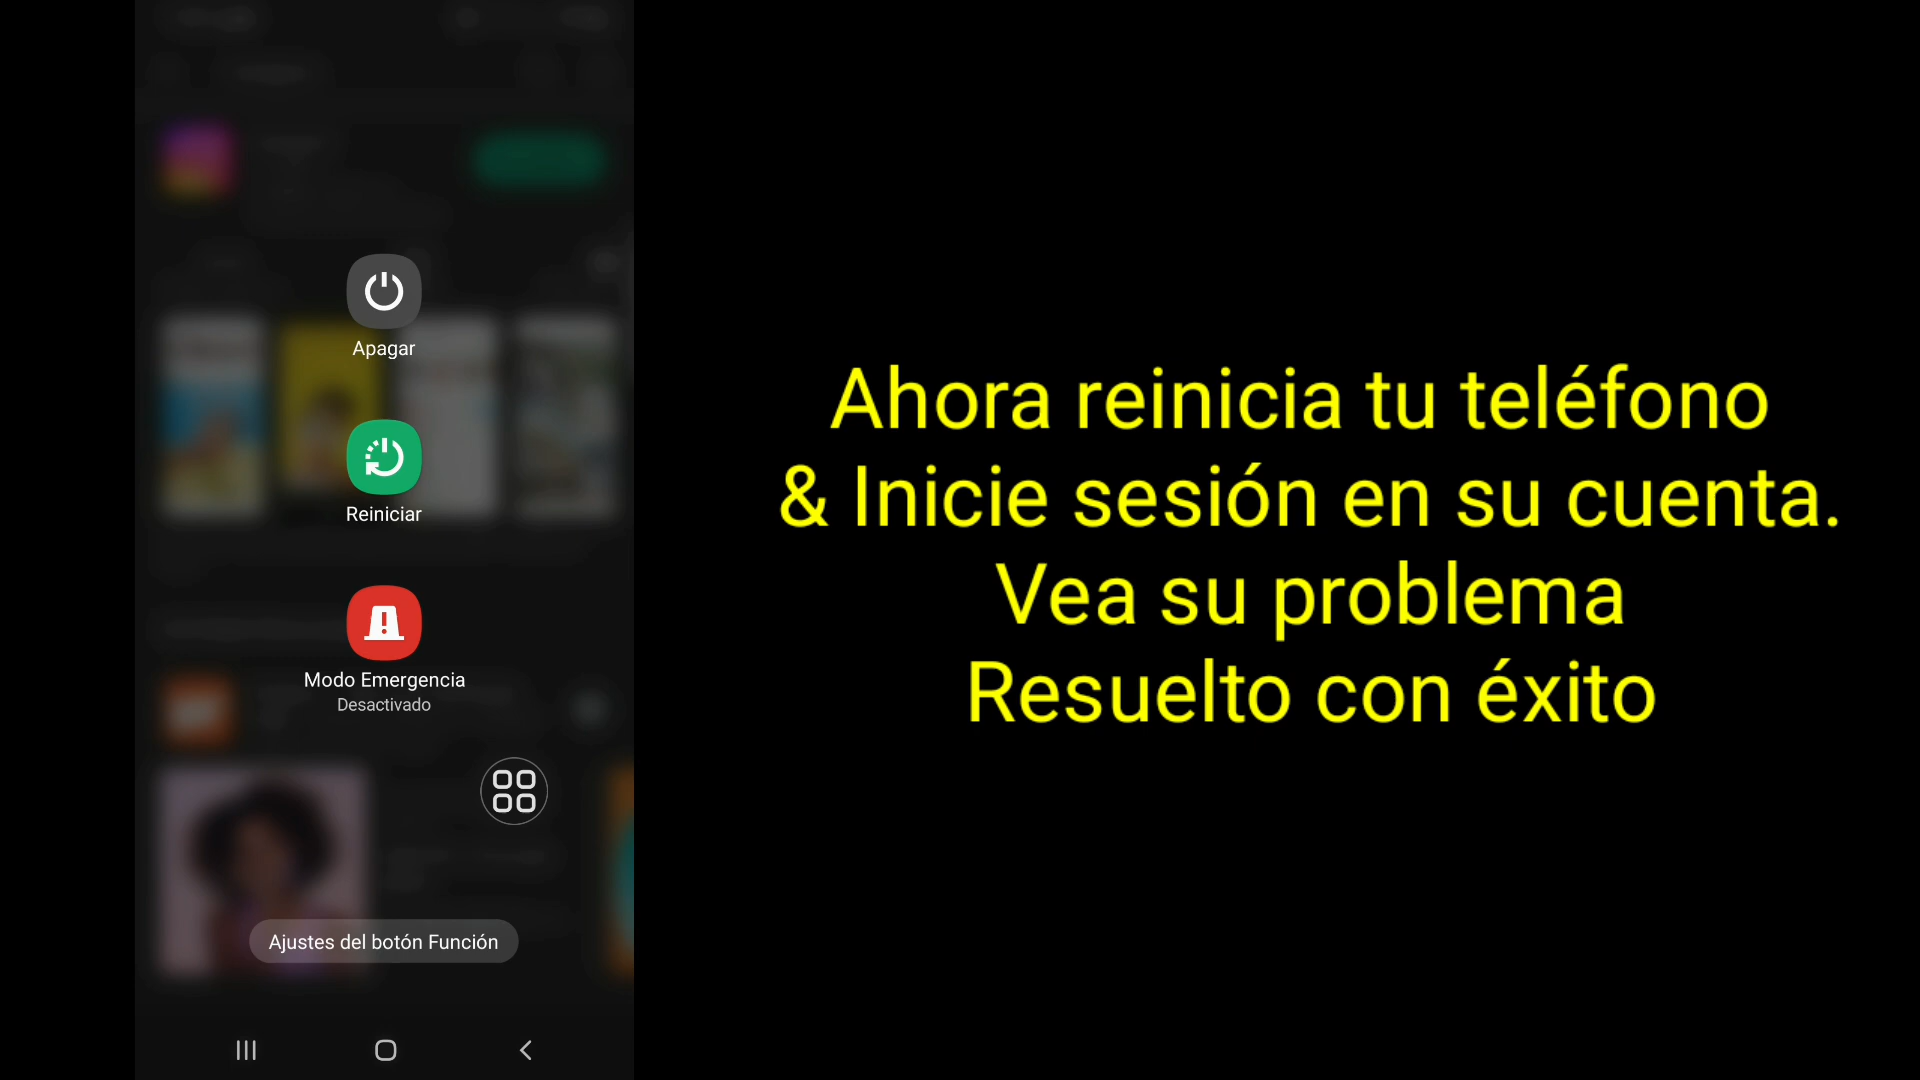 Apagar
Reiniciar
Modo Emergencia
Desactivado
Ajustes del botón Función
Ahora reinicia tu teléfono
& Inicie sesión en su cuenta.
Vea su problema
Resuelto con éxito